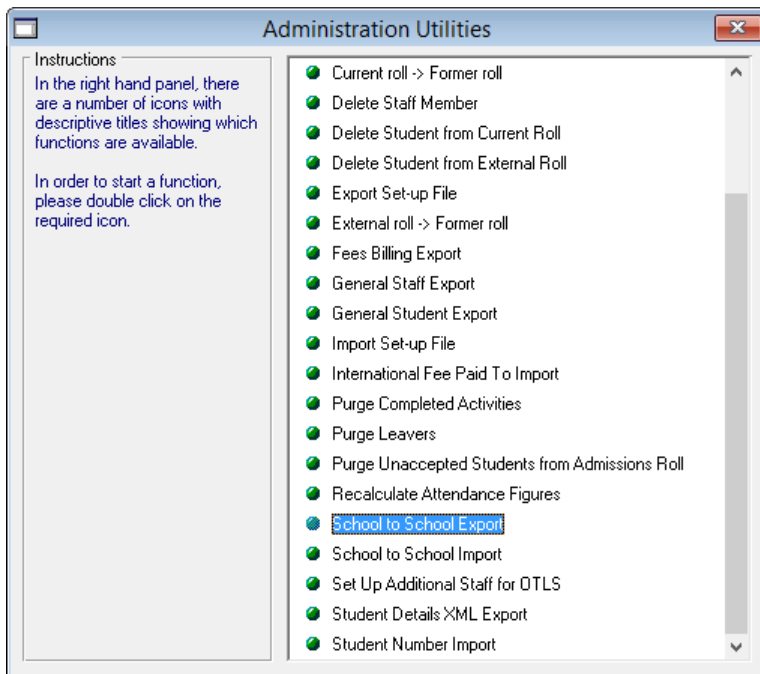 Administration Utilities
Instructions
In the right hand panel, there
are a number of icons with
descriptive titles showing which
functions are available.
In order to start a function,
please double click on the
required icon.
Current roll -> Former roll
Delete Staff Member
Delete Student from Current Roll
Delete Student from External Roll
Export Set-up File
External roll -> Former roll
Fees Billing Export
General Staff Export
General Student Export
Import Set-up File
International Fee Paid To Import
Purge Completed Activities
Purge Leavers
Purge Unaccepted Students from Admissions Roll
Recalculate Attendance Figures
School to School Export
School to School Import
Set Up Additional Staff for OTLS
Student Details XML Export
Student Number Import